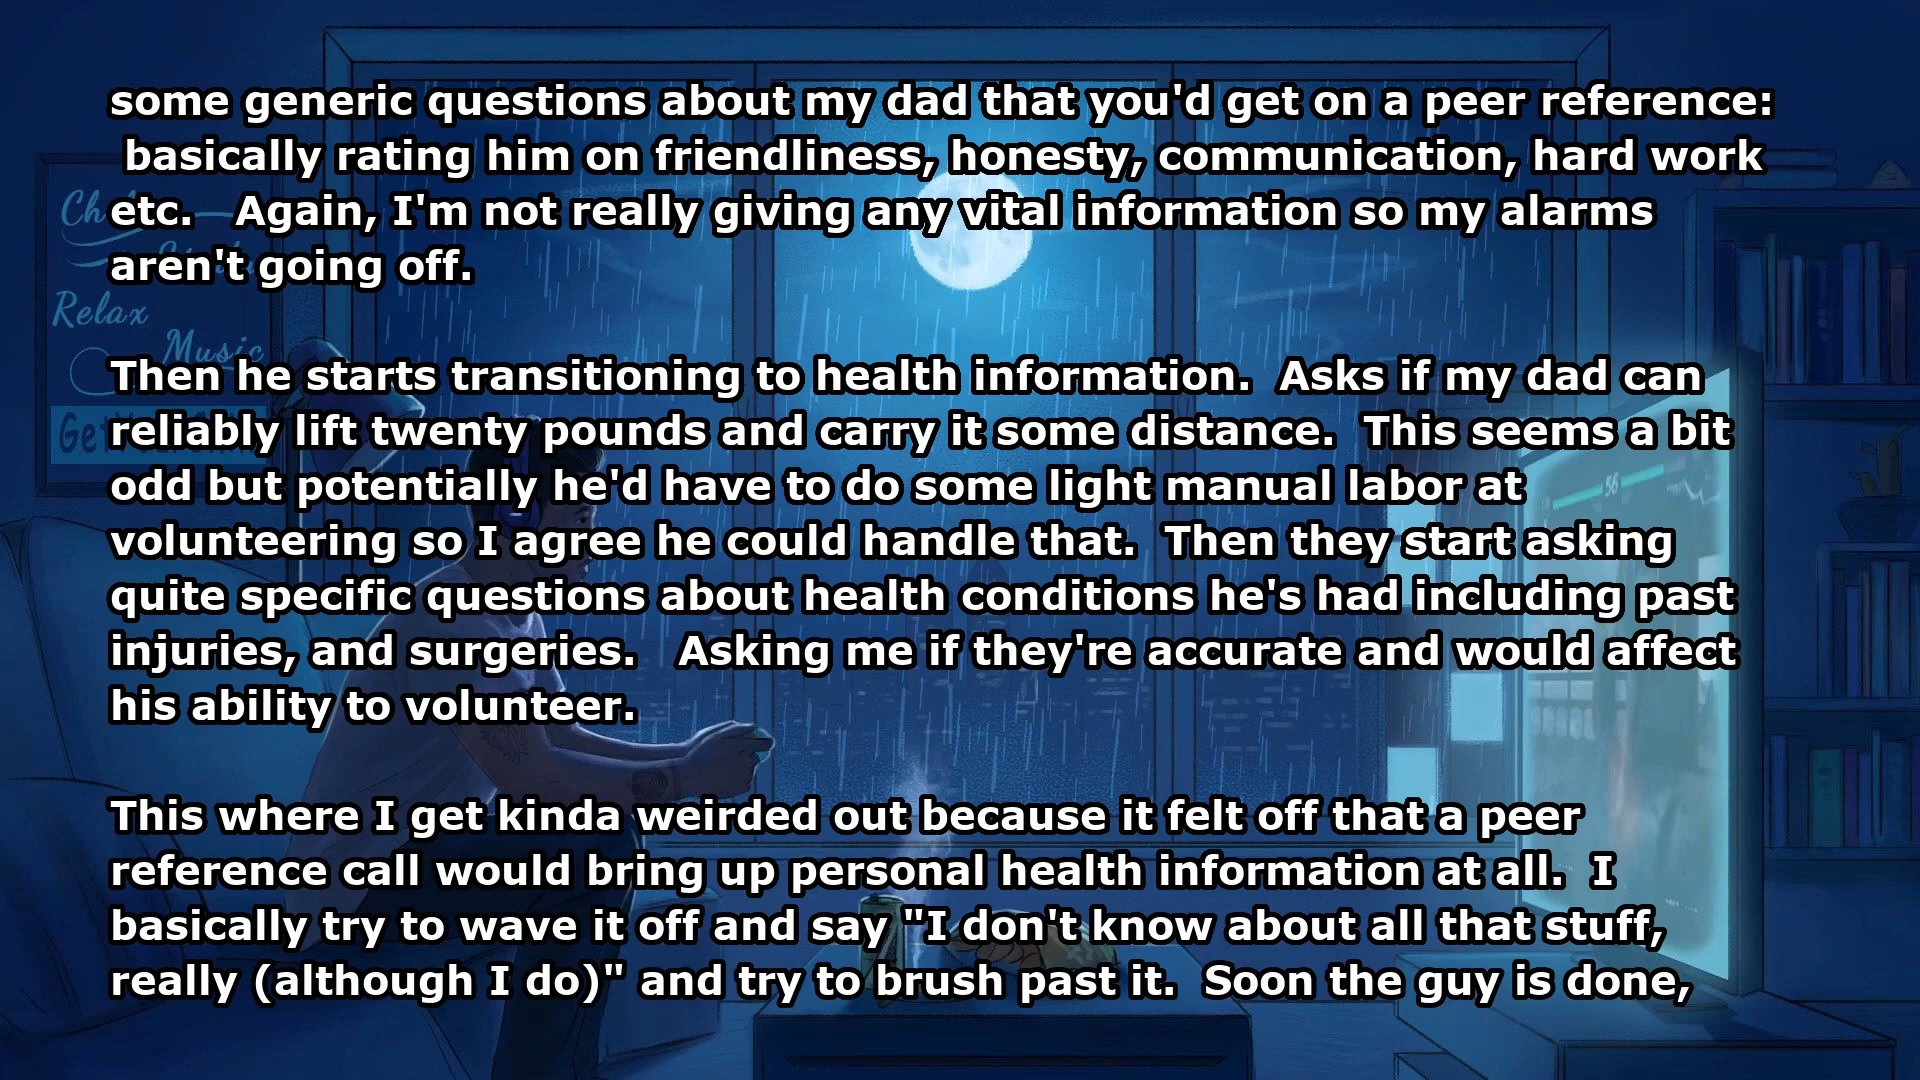 some generic questions about my dad that you'd get on a peer reference:
basically rating him on friendliness, honesty, communication, hard work
etc.   Again, I'm not really giving any vital information so my alarms
aren't going off.
Relax
Music
Then he starts transitioning to health information.  Asks if my dad can
reliably lift twenty pounds and carry it some distance.  This seems a bit
odd but potentially he'd have to do some light manual labor at
volunteering so I agree he could handle that.  Then they start asking
quite specific questions about health conditions he's had including past
injuries, and surgeries.   Asking me if they're accurate and would affect
his ability to volunteer.
56
This where I get kinda weirded out because it felt off that a peer
reference call would bring up personal health information at all.  I
basically try to wave it off and say "I don't know about all that stuff,
really (although I do)" and try to brush past it.  Soon the guy is done,